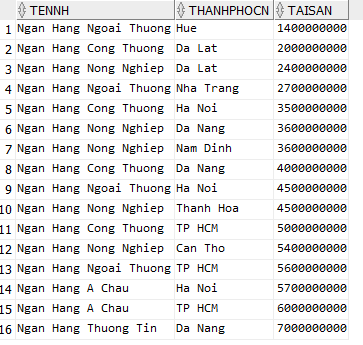 TENNH THANHPHOCN TAISAN
1 Ngan Hang Ngoai Thuong Hue 1400000000
2 Ngan Hang Cong Thuong Da Lat 2000000000
3 Ngan Hang Nong Nghiep Da Lat 2400000000
4 Ngan Hang Ngoai Thuong Nha Trang 2700000000
5 Ngan Hang Cong Thuong Ha Noi 3500000000
6 Ngan Hang Nong Nghiep Da Nang 3600000000
7 Ngan Hang Nong Nghiep Nam Dinh 3600000000
8 Ngan Hang Cong Thuong Da Nang 4000000000
9 Ngan Hang Ngoai Thuong Ha Noi 4500000000
10 Ngan Hang Nong Nghiep Thanh Hoa 4500000000
11 Ngan Hang Cong Thuong TP HCM 5000000000
12 Ngan Hang Nong Nghiep Can Tho 5400000000
13 Ngan Hang Ngoai Thuong TP HCM 5600000000
14 Ngan Hang A Chau Ha Noi 5700000000
15 Ngan Hang A Chau TP HCM 6000000000
16 Ngan Hang Thuong Tin Da Nang 7000000000